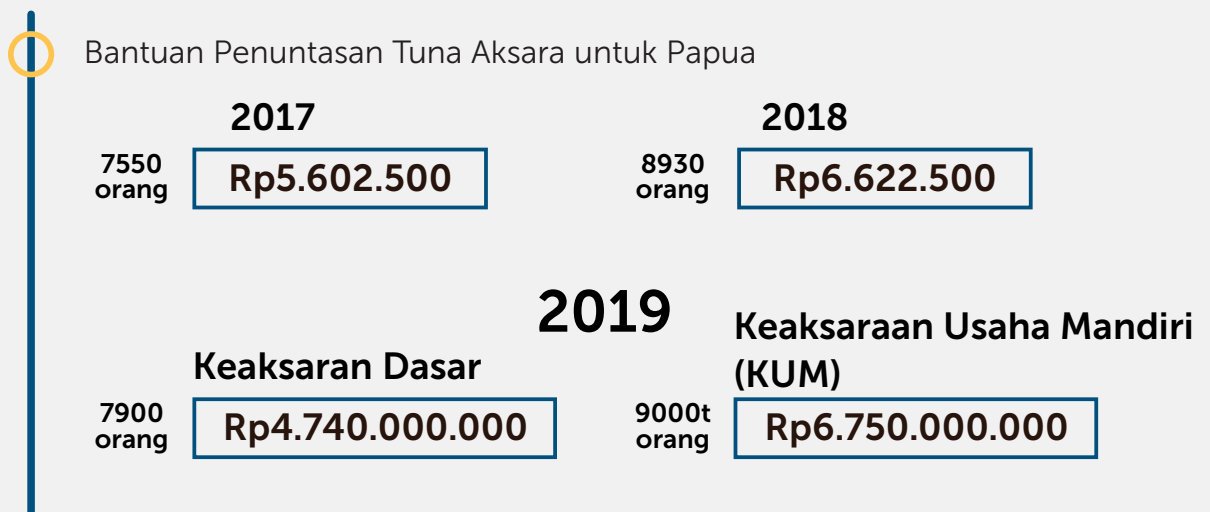 Bantuan Penuntasan Tuna Aksara untuk Papua
2017
7550
orang
Rp5.602.500
2018
8930
orang
Rp6.622.500
2019
Keaksaran Dasar
7900
orang
Rp4.740.000.000
Keaksaraan Usaha Mandiri
(KUM)
9000t
orang
Rp6.750.000.000